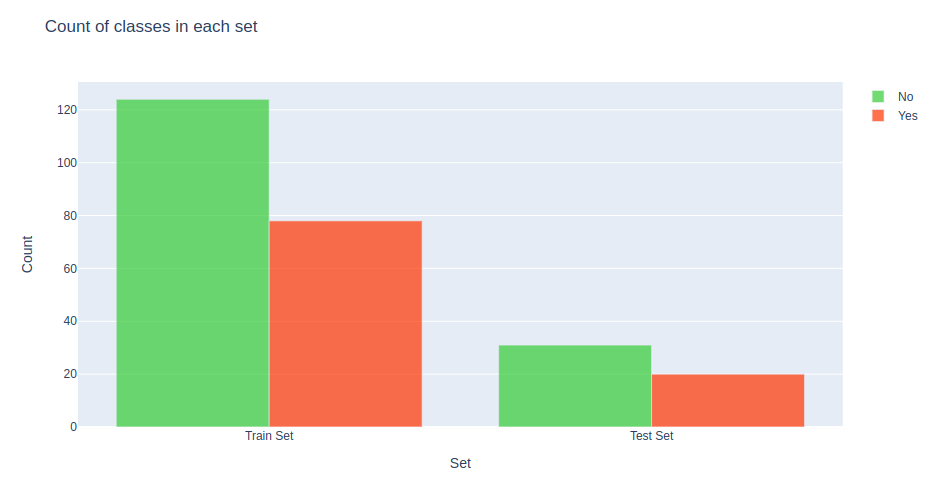 Count of classes in each set
No
Yes
120
100
80
60
40
20
0
Count
Train Set
Test Set
Set